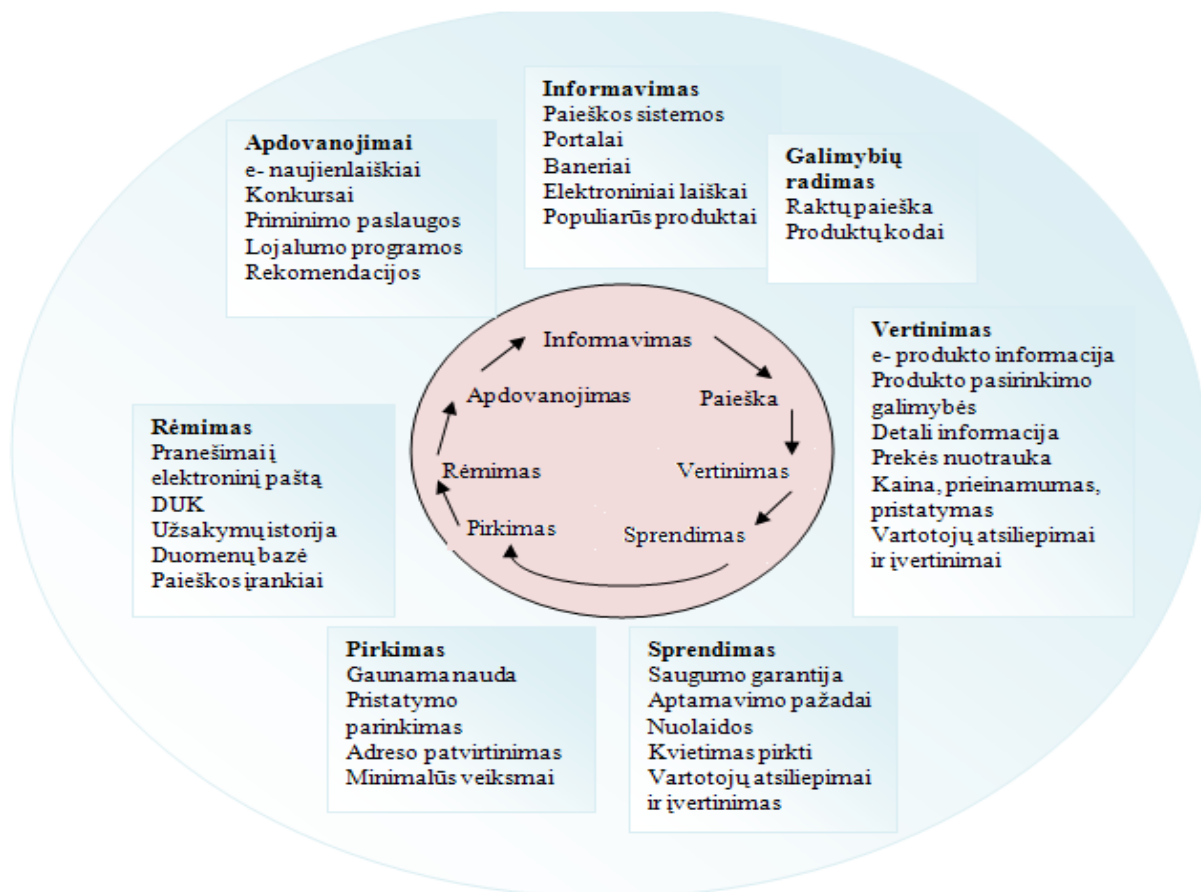 Informavimas
Paieškos sistemos
Portalai
Baneriai
Elektroniniai laiškai
Populiarūs produktai
Galimybių
radimas
Raktų paieška
Produktų kodai
Apdovanojimai
e- naujienlaiškiai
Konkursai
Priminimo paslaugos
Lojalumo programos
Rekomendacijos
Vertinimas
e- produkto informacija
Produkto pasirinkimo
galimybės
Detali informacija
Prekės nuotrauka
Kaina, prieinamumas,
pristatymas
Vartotojų atsiliepimai
ir įvertinimai
Informavimas
Apdovanojimas
Paieška
Rėmimas
Vertinimas
Pirkimas
Sprendimas
Rėmimas
Pranešimai į
elektroninį paštą
DUK
Užsakymų istorija
Duomenų bazė
Paieškos įrankiai
Pirkimas
Gaunama nauda
Pristatymo
parinkimas
Adreso patvirtinimas
Minimalūs veiksmai
Sprendimas
Saugumo garantija
Aptarnavimo pažadai
Nuolaidos
Kvietimas pirkti
Vartotojų atsiliepimai
ir įvertinimas